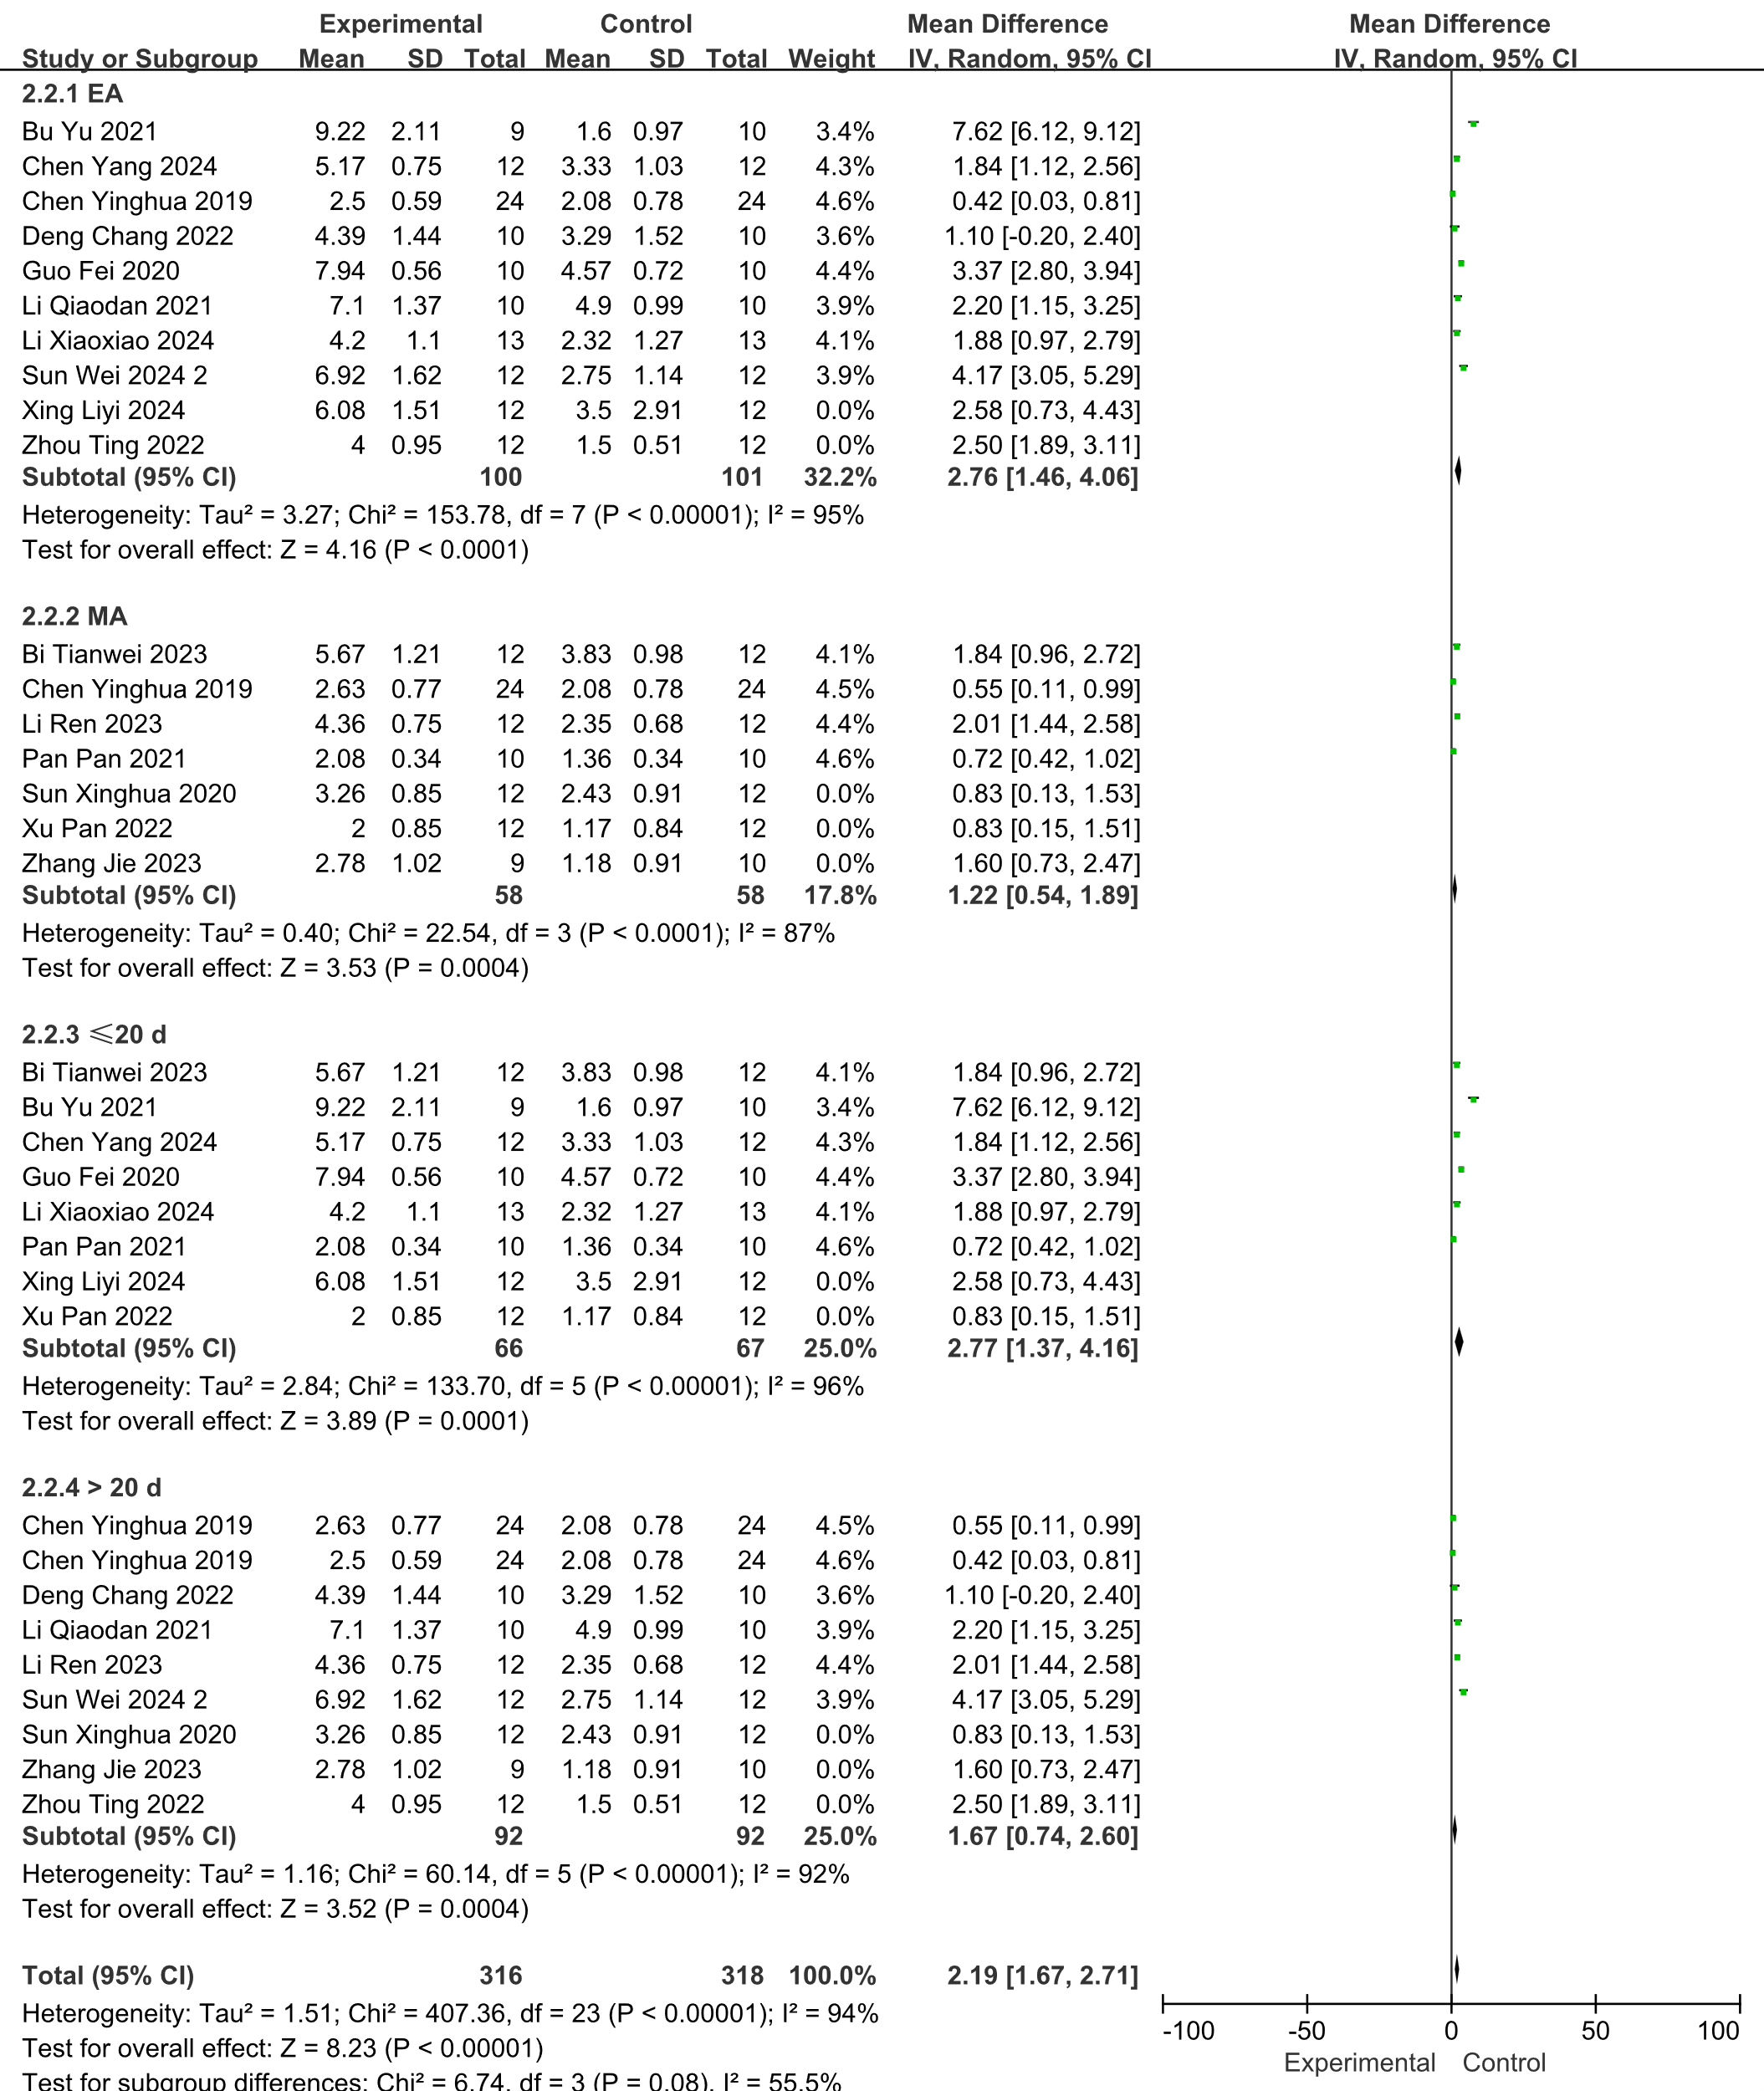 Experimental Control Mean Difference Mean Difference
Study or Subgroup Mean SD Total Mean SD Total Weight IV, Random, 95% CI IV, Random, 95% CI
2.2.1 EA
Bu Yu 2021 9.22 2.11 9 1.6 0.97 10 3.4% 7.62 [6.12, 9.12]
Chen Yang 2024 5.17 0.75 12 3.33 1.03 12 4.3% 1.84 [1.12, 2.56]
Chen Yinghua 2019 2.5 0.59 24 2.08 0.78 24 4.6% 0.42 [0.03, 0.81]
Deng Chang 2022 4.39 1.44 10 3.29 1.52 10 3.6% 1.10 [-0.20, 2.40]
Guo Fei 2020 7.94 0.56 10 4.57 0.72 10 4.4% 3.37 [2.80, 3.94]
Li Qiaodan 2021 7.1 1.37 10 4.9 0.99 10 3.9% 2.20 [1.15, 3.25]
Li Xiaoxiao 2024 4.2 1.1 13 2.32 1.27 13 4.1% 1.88 [0.97, 2.79]
Sun Wei 2024 2 6.92 1.62 12 2.75 1.14 12 3.9% 4.17 [3.05, 5.29]
Xing Liyi 2024 6.08 1.51 12 3.5 2.91 12 0.0% 2.58 [0.73, 4.43]
Zhou Ting 2022 4 0.95 12 1.5 0.51 12 0.0% 2.50 [1.89, 3.11]
Subtotal (95% CI) 100 101 32.2% 2.76 [1.46, 4.06]
Heterogeneity: Tau² = 3.27; Chi² = 153.78, df = 7 (P < 0.00001); I² = 95%
Test for overall effect: Z = 4.16 (P < 0.0001)
2.2.2 MA
Bi Tianwei 2023 5.67 1.21 12 3.83 0.98 12 4.1% 1.84 [0.96, 2.72]
Chen Yinghua 2019 2.63 0.77 24 2.08 0.78 24 4.5% 0.55 [0.11, 0.99]
Li Ren 2023 4.36 0.75 12 2.35 0.68 12 4.4% 2.01 [1.44, 2.58]
Pan Pan 2021 2.08 0.34 10 1.36 0.34 10 4.6% 0.72 [0.42, 1.02]
Sun Xinghua 2020 3.26 0.85 12 2.43 0.91 12 0.0% 0.83 [0.13, 1.53]
Xu Pan 2022 2 0.85 12 1.17 0.84 12 0.0% 0.83 [0.15, 1.51]
Zhang Jie 2023 2.78 1.02 9 1.18 0.91 10 0.0% 1.60 [0.73, 2.47]
Subtotal (95% CI) 58 58 17.8% 1.22 [0.54, 1.89]
Heterogeneity: Tau² = 0.40; Chi² = 22.54, df = 3 (P < 0.0001); I² = 87%
Test for overall effect: Z = 3.53 (P = 0.0004)
2.2.3 ≤20 d
Bi Tianwei 2023 5.67 1.21 12 3.83 0.98 12 4.1% 1.84 [0.96, 2.72]
Bu Yu 2021 9.22 2.11 9 1.6 0.97 10 3.4% 7.62 [6.12, 9.12]
Chen Yang 2024 5.17 0.75 12 3.33 1.03 12 4.3% 1.84 [1.12, 2.56]
Guo Fei 2020 7.94 0.56 10 4.57 0.72 10 4.4% 3.37 [2.80, 3.94]
Li Xiaoxiao 2024 4.2 1.1 13 2.32 1.27 13 4.1% 1.88 [0.97, 2.79]
Pan Pan 2021 2.08 0.34 10 1.36 0.34 10 4.6% 0.72 [0.42, 1.02]
Xing Liyi 2024 6.08 1.51 12 3.5 2.91 12 0.0% 2.58 [0.73, 4.43]
Xu Pan 2022 2 0.85 12 1.17 0.84 12 0.0% 0.83 [0.15, 1.51]
Subtotal (95% CI) 66 67 25.0% 2.77 [1.37, 4.16]
Heterogeneity: Tau² = 2.84; Chi² = 133.70, df = 5 (P < 0.00001); I² = 96%
Test for overall effect: Z = 3.89 (P = 0.0001)
2.2.4 > 20 d
Chen Yinghua 2019 2.63 0.77 24 2.08 0.78 24 4.5% 0.55 [0.11, 0.99]
Chen Yinghua 2019 2.5 0.59 24 2.08 0.78 24 4.6% 0.42 [0.03, 0.81]
Deng Chang 2022 4.39 1.44 10 3.29 1.52 10 3.6% 1.10 [-0.20, 2.40]
Li Qiaodan 2021 7.1 1.37 10 4.9 0.99 10 3.9% 2.20 [1.15, 3.25]
Li Ren 2023 4.36 0.75 12 2.35 0.68 12 4.4% 2.01 [1.44, 2.58]
Sun Wei 2024 2 6.92 1.62 12 2.75 1.14 12 3.9% 4.17 [3.05, 5.29]
Sun Xinghua 2020 3.26 0.85 12 2.43 0.91 12 0.0% 0.83 [0.13, 1.53]
Zhang Jie 2023 2.78 1.02 9 1.18 0.91 10 0.0% 1.60 [0.73, 2.47]
Zhou Ting 2022 4 0.95 12 1.5 0.51 12 0.0% 2.50 [1.89, 3.11]
Subtotal (95% CI) 92 92 25.0% 1.67 [0.74, 2.60]
Heterogeneity: Tau² = 1.16; Chi² = 60.14, df = 5 (P < 0.00001); I² = 92%
Test for overall effect: Z = 3.52 (P = 0.0004)
Total (95% CI) 316 318 100.0% 2.19 [1.67, 2.71]
Heterogeneity: Tau² = 1.51; Chi² = 407.36, df = 23 (P < 0.00001); I² = 94%
-100 -50 0 50 100
Test for overall effect: Z = 8.23 (P < 0.00001)
Experimental Control
Test for subgroup differences: Chi² = 6.74, df = 3 (P = 0.08), I² = 55.5%